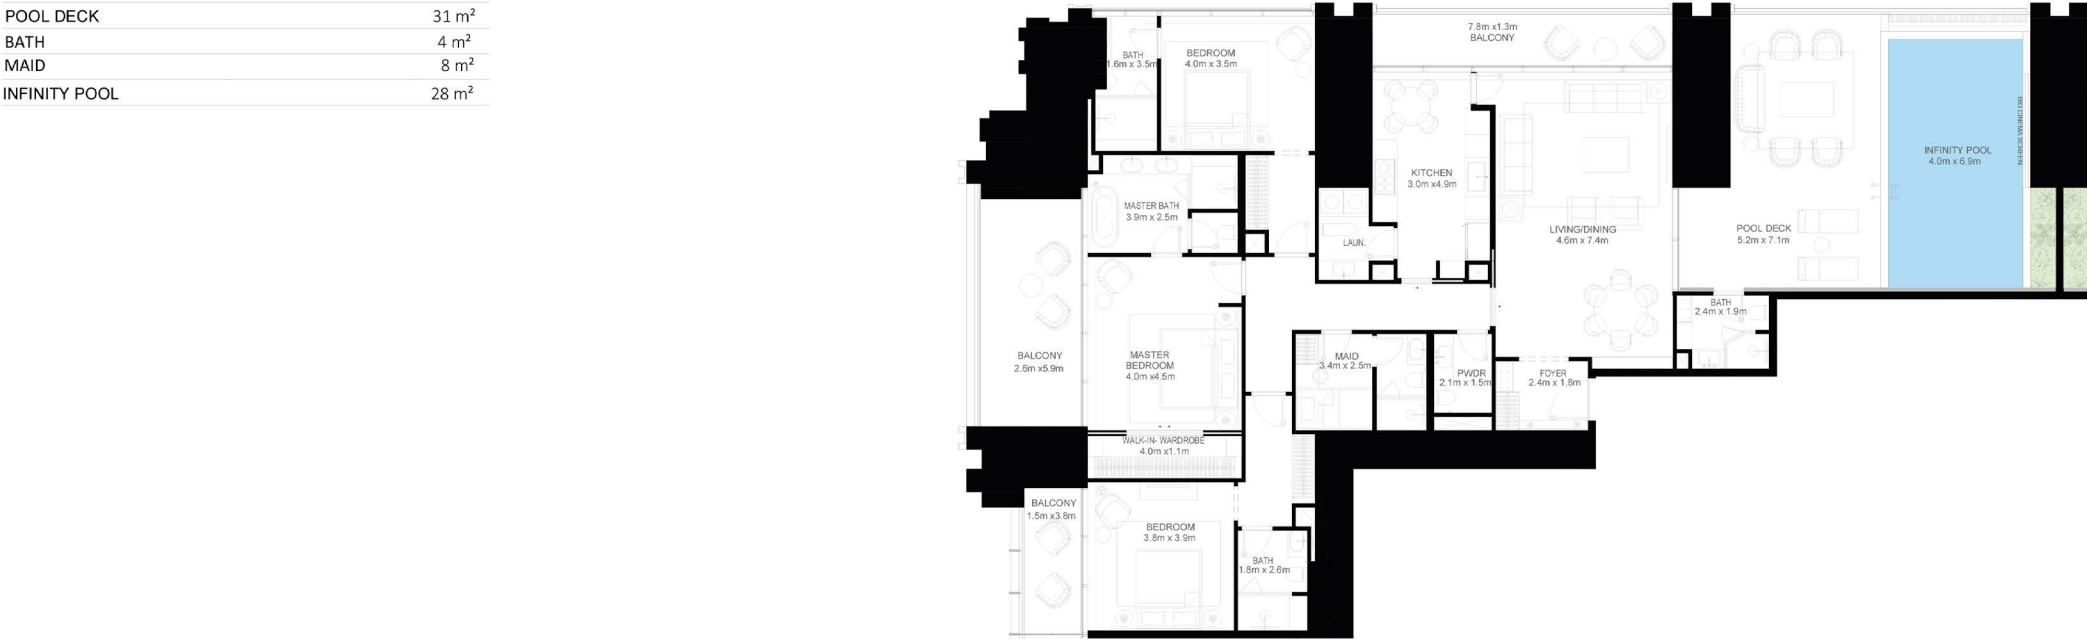 POOL DECK 31 m²
BATH 4 m²
MAID 8 m²
INFINITY POOL 28 m²
7.8m x1.3m
BALCONY
BATH
1.6m x 3.5m
BEDROOM
4.0m x 3.5m
BIG CINEMA SCREEN
INFINITY POOL
4.0m x 6.9m
KITCHEN
3.0m x4.9m
MASTER BATH
3.9m x 2.5m
LAUN.
LIVING/DINING
4.6m x 7.4m
POOL DECK
5.2m x 7.1m
BATH
2.4m x 1.9m
BALCONY
2.6m x5.9m
MASTER
BEDROOM
4.0m x4.5m
MAID
3.4m x 2.5m
PWDR
2.1m x 1.5m
FOYER
2.4m x 1.8m
WALK-IN- WARDROBE
4.0m x1.1m
BALCONY
1.5m x3.8m
BEDROOM
3.8m x 3.9m
BATH
1.8m x 2.6m